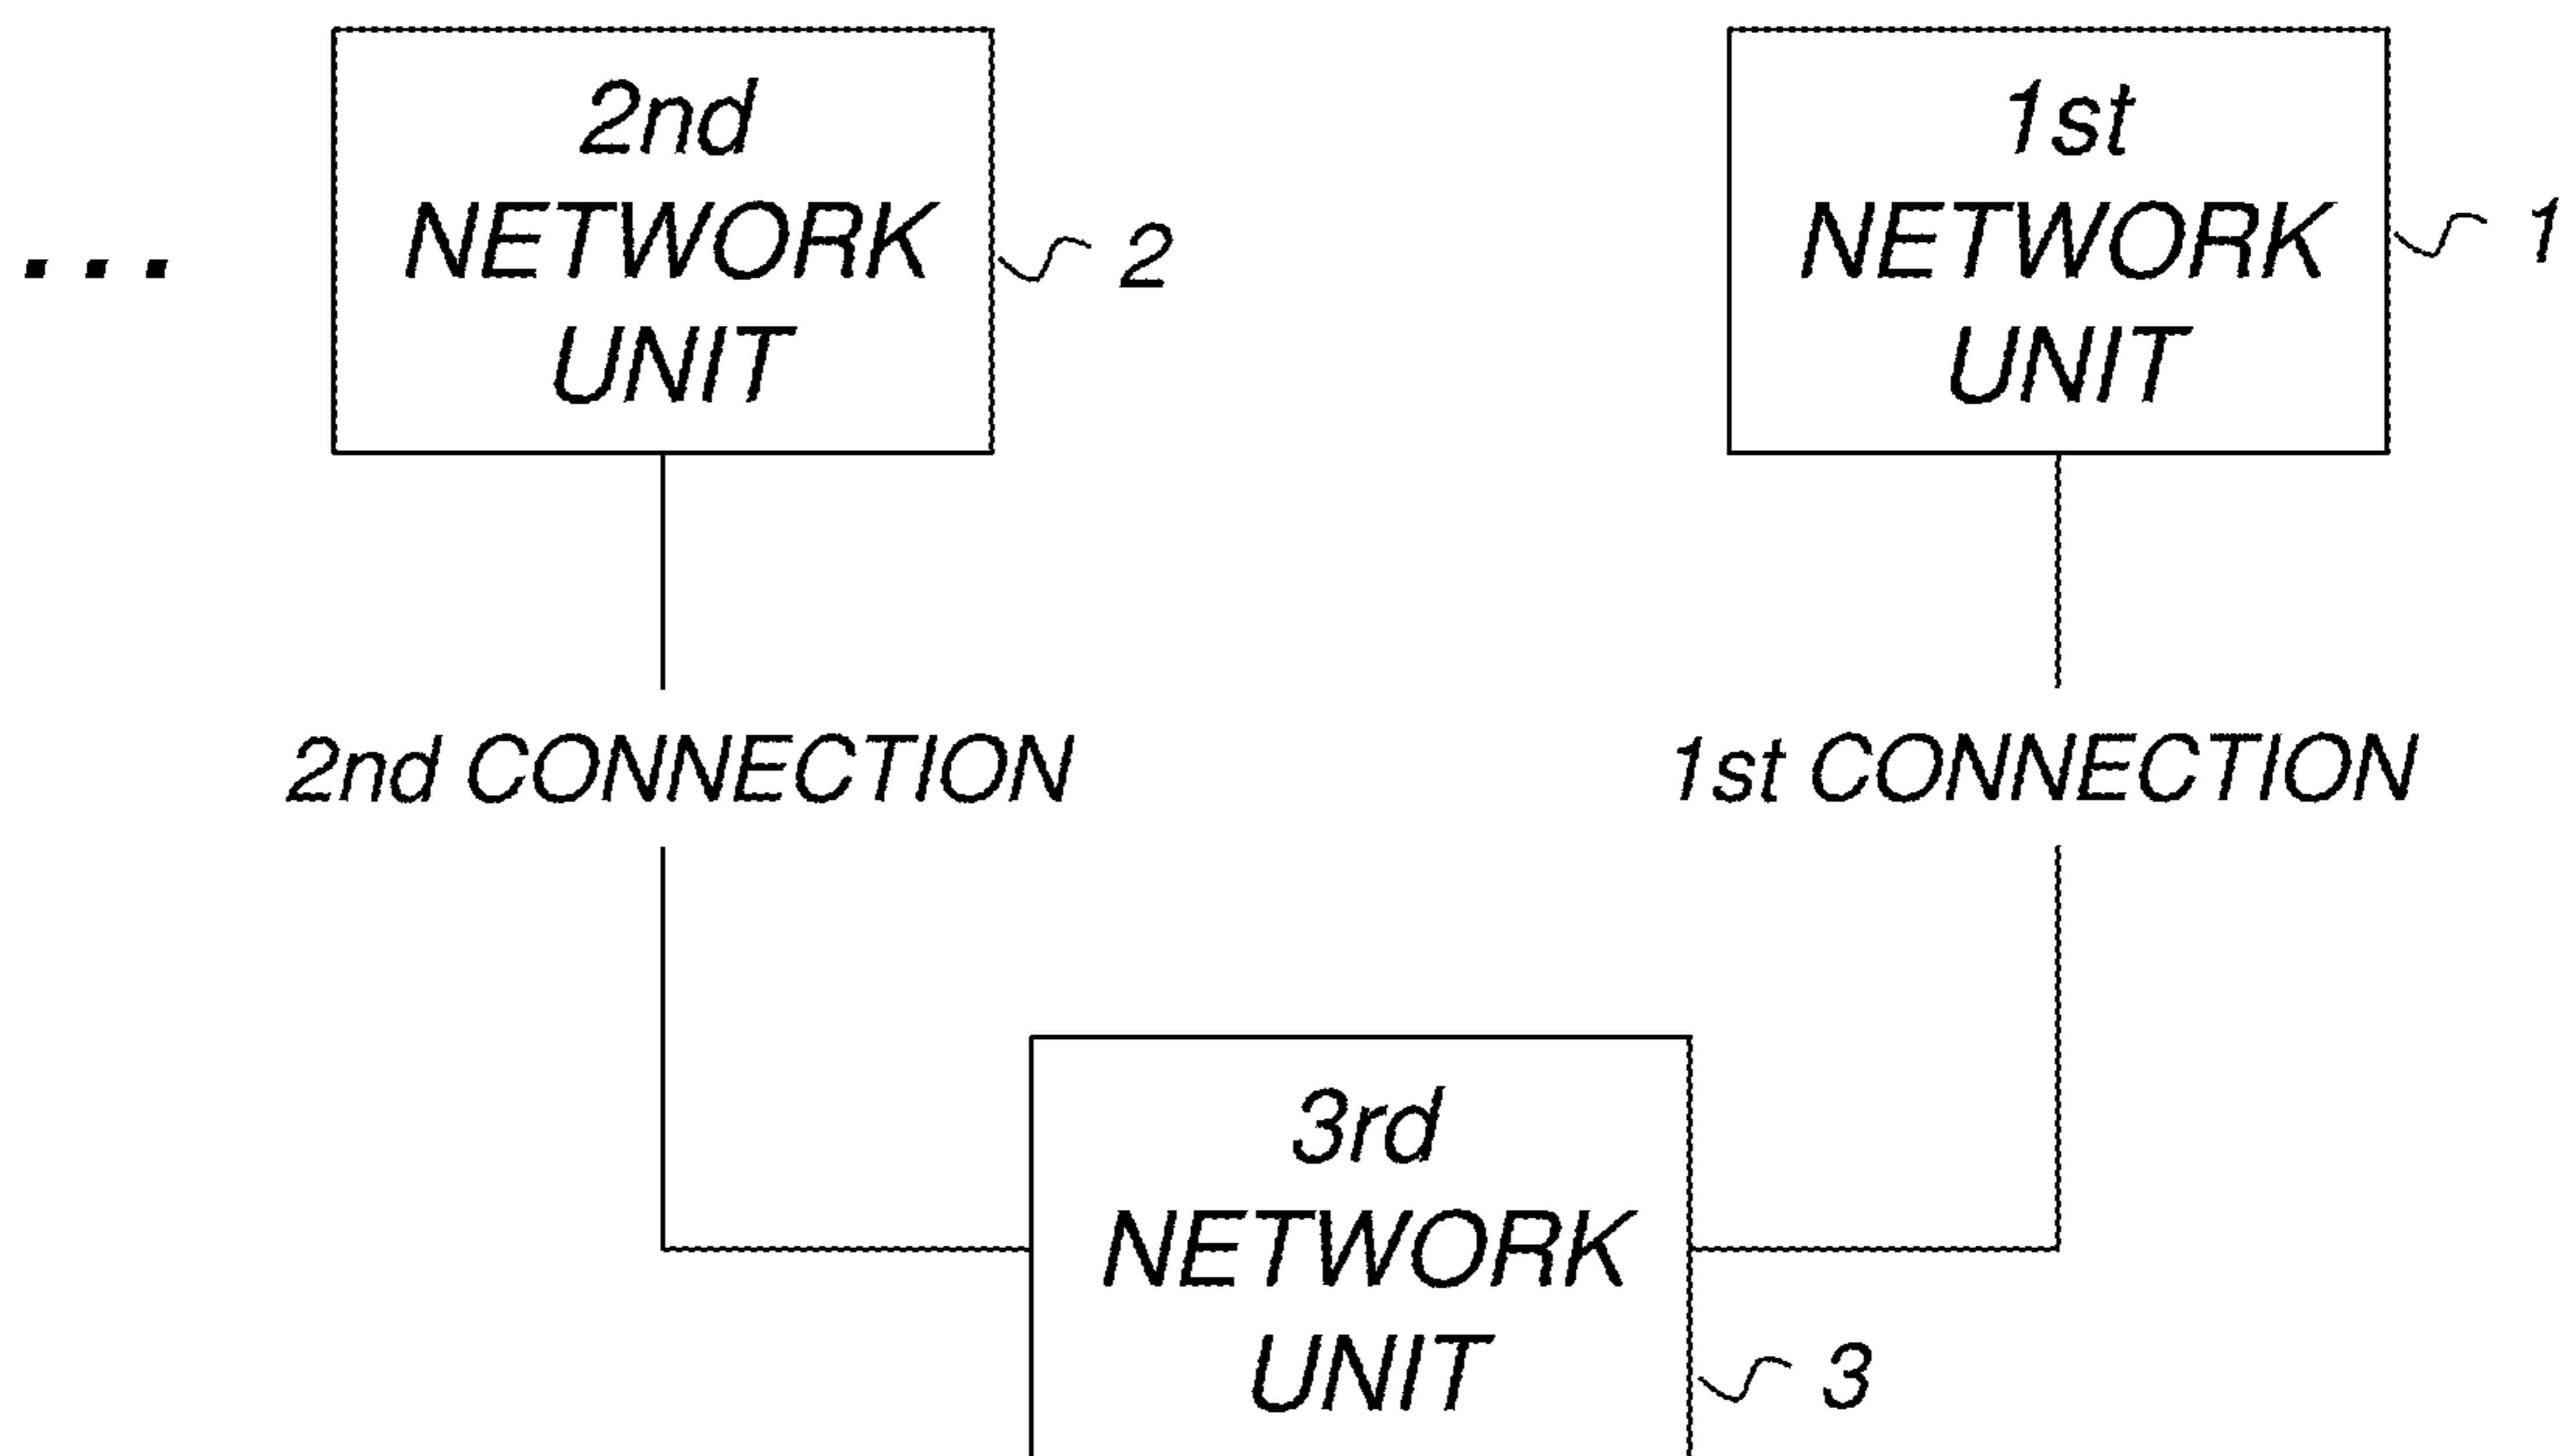 ...
2nd
NETWORK
UNIT
2
1st
NETWORK
UNIT
1
2nd CONNECTION
1st CONNECTION
3rd
NETWORK
UNIT
3